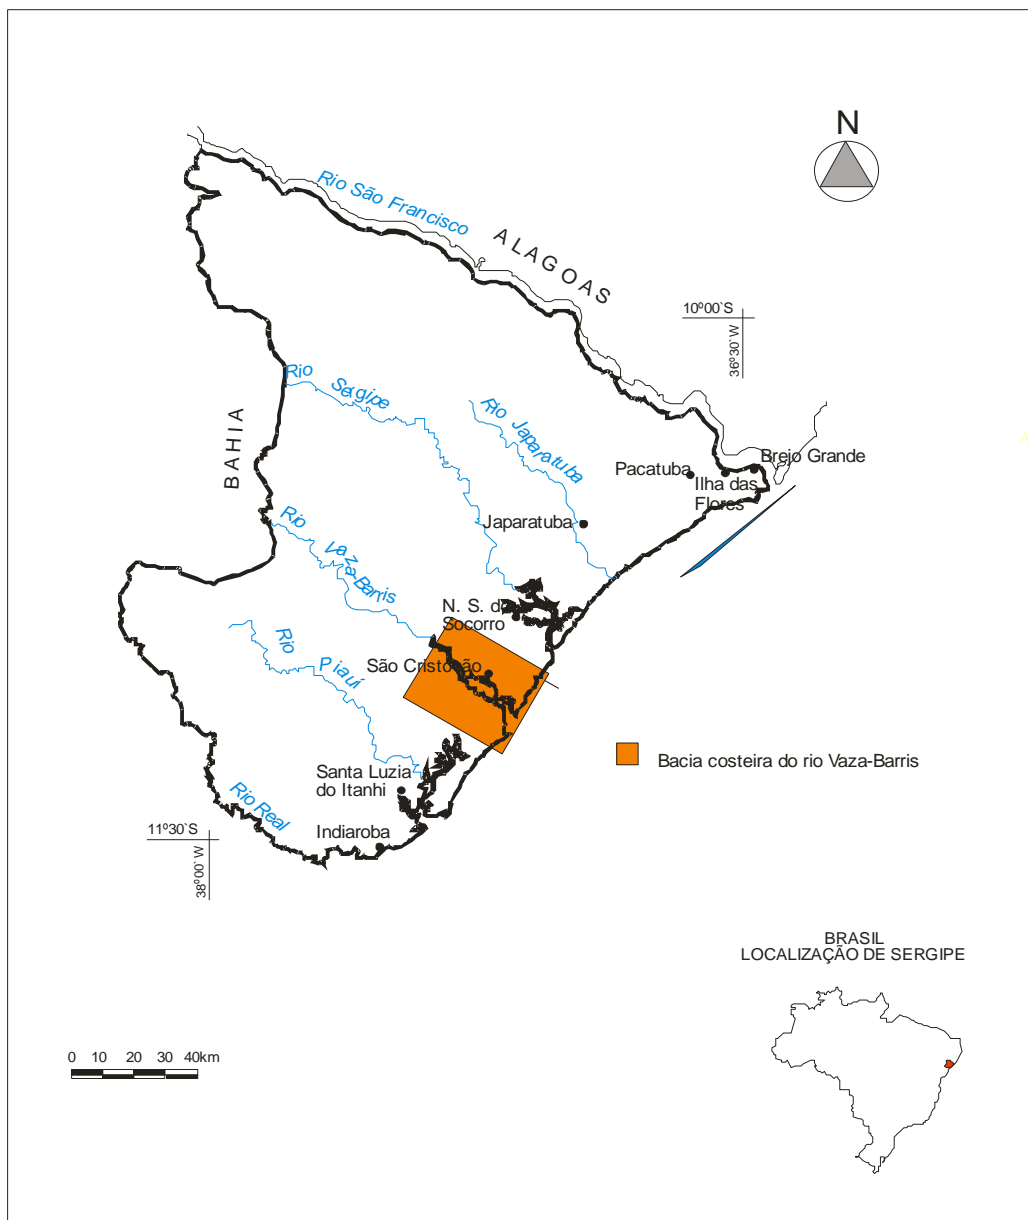 N
Rio São Francisco
ALAGOAS
10º00`S
36º30` W
Rio Sergipe
Rio Japaratuba
BAHIA
Brejo Grande
Pacatuba
Ilha das
Flores
Japaratuba
Rio Vaza-Barris
N. S. do
Socorro
Rio Piauí
São Cristovão
Bacia costeira do rio Vaza-Barris
Santa Luzia
do Itanhi
Rio Real
Indiaroba
11º30`S
38º00` W
BRASIL
LOCALIZAÇÃO DE SERGIPE
0 10 20 30 40km
A